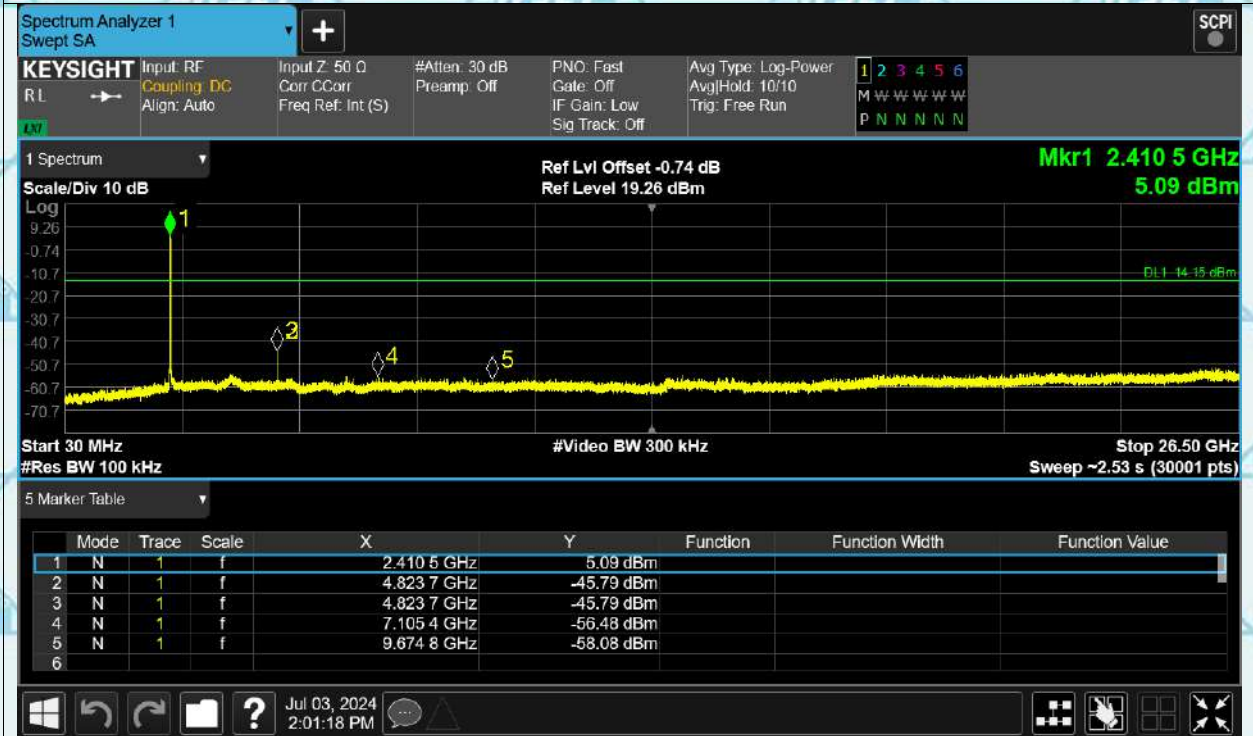 Spectrum Analyzer 1
Swept SA
+
SCPI
KEYSIGHT Input: RF Input Z: 50 Ω #Atten: 30 dB PNO: Fast Avg Type: Log-Power 1 2 3 4 5 6
RL Coupling: DC Corr CCorr Preamp: Off Gate: Off Avg|Hold: 10/10 M W W W W W
Align: Auto Freq Ref: Int (S) IF Gain: Low Trig: Free Run P N N N N N
LXI Sig Track: Off
1 Spectrum Ref Lvl Offset -0.74 dB Mkr1 2.410 5 GHz
Scale/Div 10 dB Ref Level 19.26 dBm 5.09 dBm
Log
1
9.26
-0.74
-10.7 DL1 -14.15 dBm
-20.7
-30.7
-40.7
-50.7 4 5
-60.7
-70.7
Start 30 MHz #Video BW 300 kHz Stop 26.50 GHz
#Res BW 100 kHz Sweep ~2.53 s (30001 pts)
5 Marker Table
Mode Trace Scale X Y Function Function Width Function Value
1 N 1 f 2.410 5 GHz 5.09 dBm
2 N 1 f 4.823 7 GHz -45.79 dBm
3 N 1 f 4.823 7 GHz -45.79 dBm
4 N 1 f 7.105 4 GHz -56.48 dBm
5 N 1 f 9.674 8 GHz -58.08 dBm
6
? Jul 03, 2024
2:01:18 PM